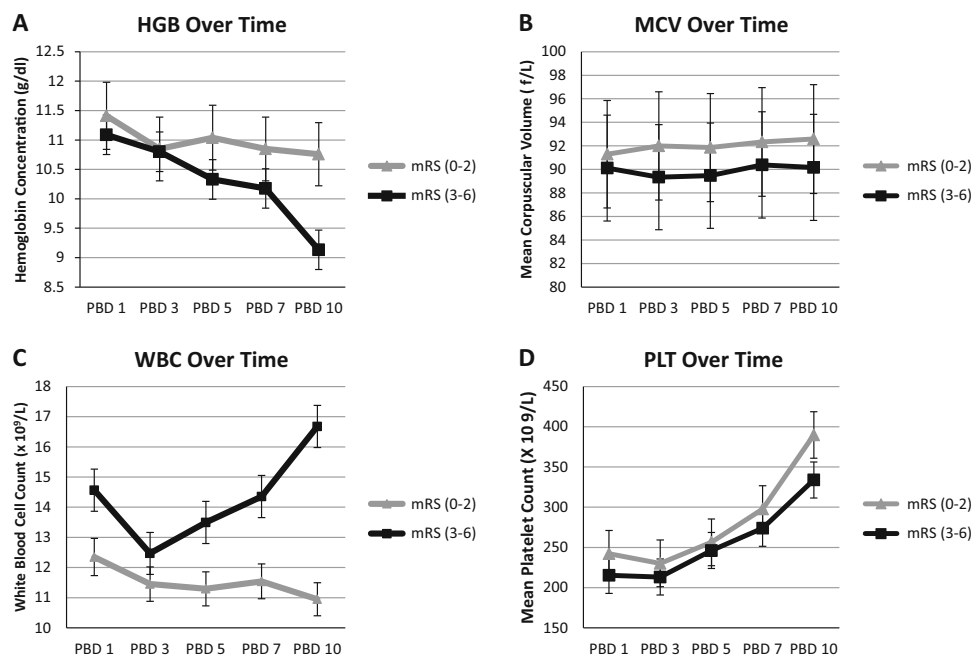 A
HGB Over Time
Hemoglobin Concentration (g/dl)
12.5
12
11.5
11
10.5
10
9.5
9
8.5
PBD 1 PBD 3 PBD 5 PBD 7 PBD 10
mRS (0-2)
mRS (3-6)
B
MCV Over Time
Mean Corpuscular Volume ( f/L)
100
98
96
94
92
90
88
86
84
82
80
PBD 1 PBD 3 PBD 5 PBD 7 PBD 10
mRS (0-2)
mRS (3-6)
C
WBC Over Time
White Blood Cell Count (x 10⁹/L)
18
17
16
15
14
13
12
11
10
PBD 1 PBD 3 PBD 5 PBD 7 PBD 10
mRS (0-2)
mRS (3-6)
D
PLT Over Time
Mean Platelet Count (X 10 9/L)
450
400
350
300
250
200
150
PBD 1 PBD 3 PBD 5 PBD 7 PBD 10
mRS (0-2)
mRS (3-6)